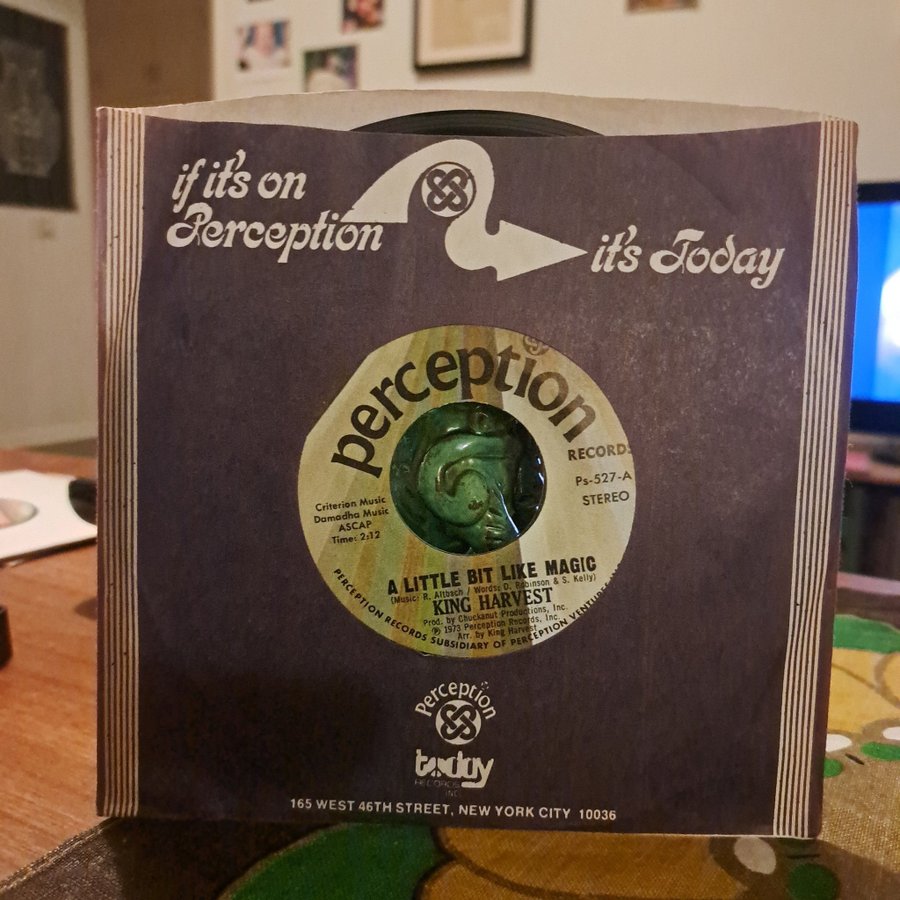 if it's on
Perception
it's Today
perception
RECORDS
Ps-527-A
STEREO
Criterion Music
Damadha Music
ASCAP
Time: 2:12
A LITTLE BIT LIKE MAGIC
(Music: R. Altbach / Words: D. Robinson & S. Kelly)
KING HARVEST
Prod. by Chuckanut Productions, Inc.
℗ 1973 Perception Records, Inc.
Arr. by King Harvest
PERCEPTION RECORDS SUBSIDIARY OF PERCEPTION VENTURE
Perception
today
RECORDS
INC
165 WEST 46TH STREET, NEW YORK CITY 10036